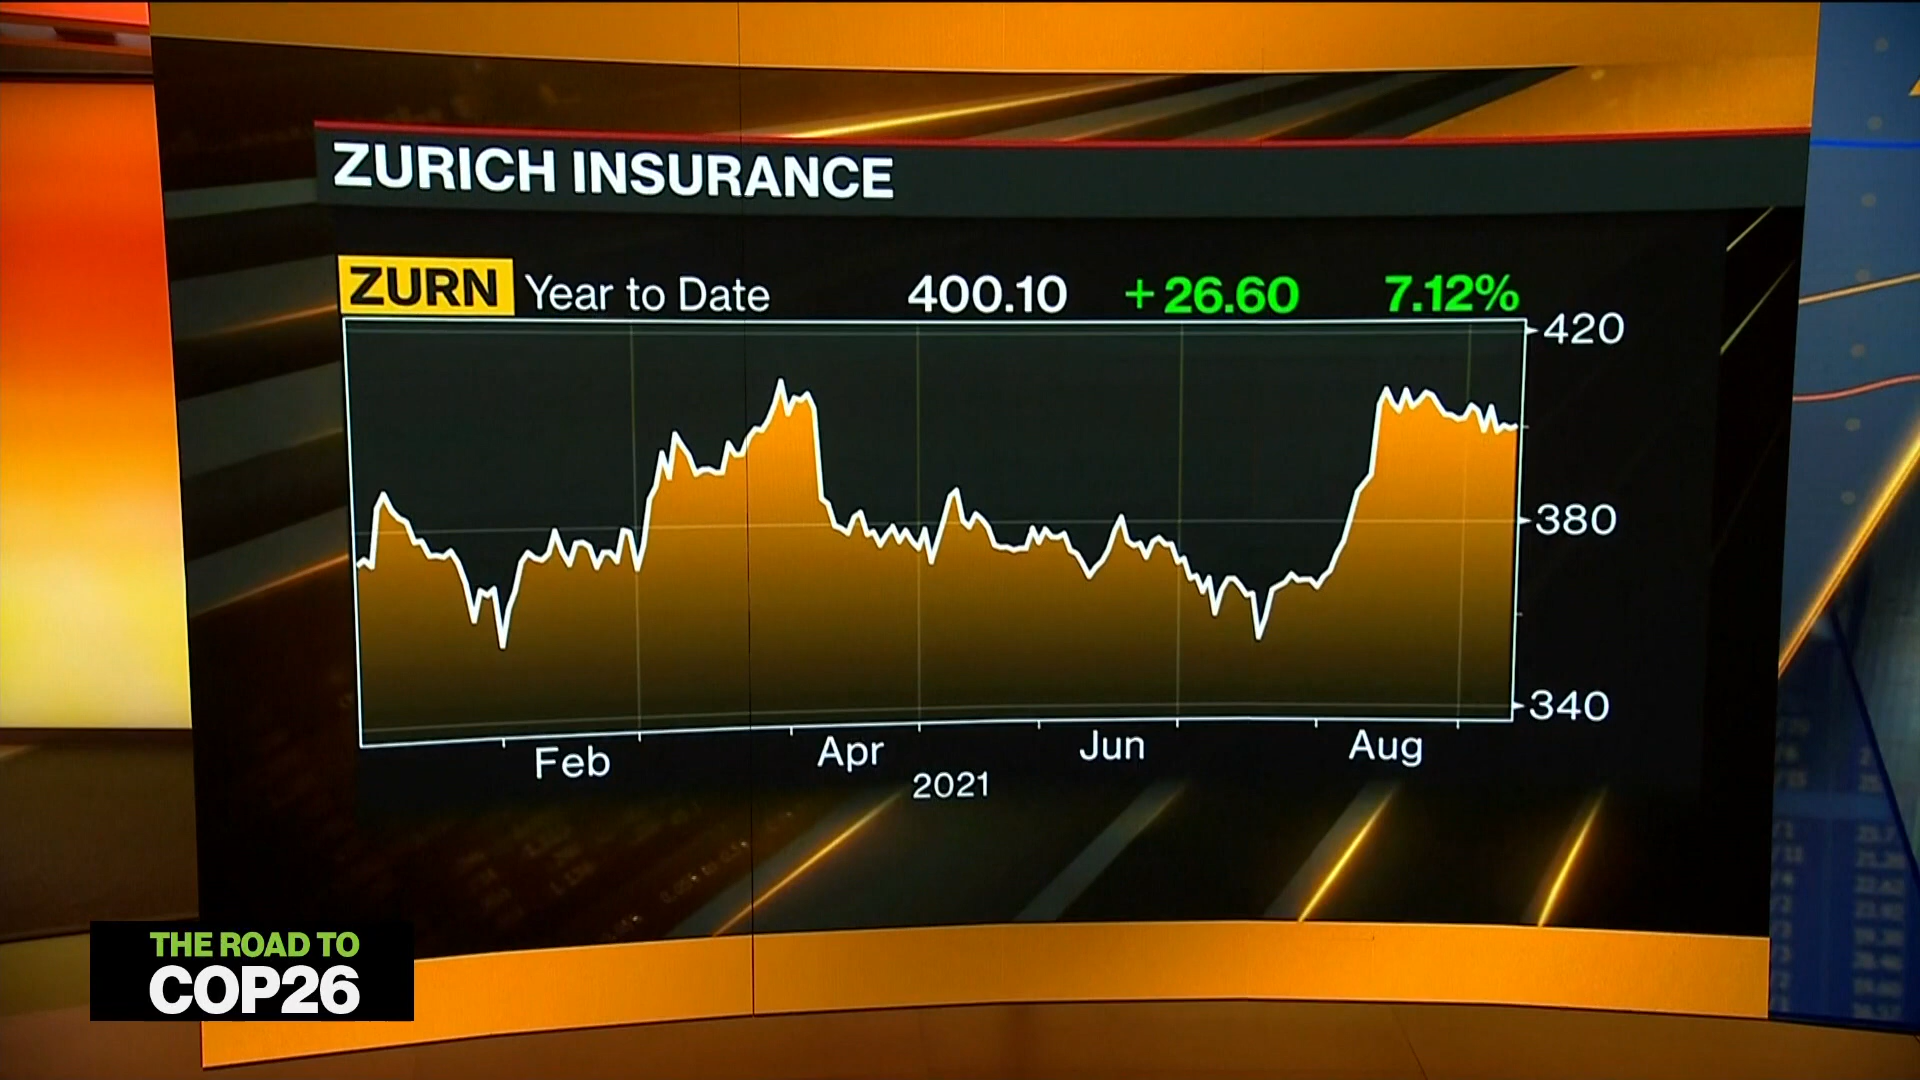 ZURICH INSURANCE
ZURN Year to Date 400.10 +26.60 7.12%
420
380
340
Feb Apr Jun Aug
2021
THE ROAD TO
COP26